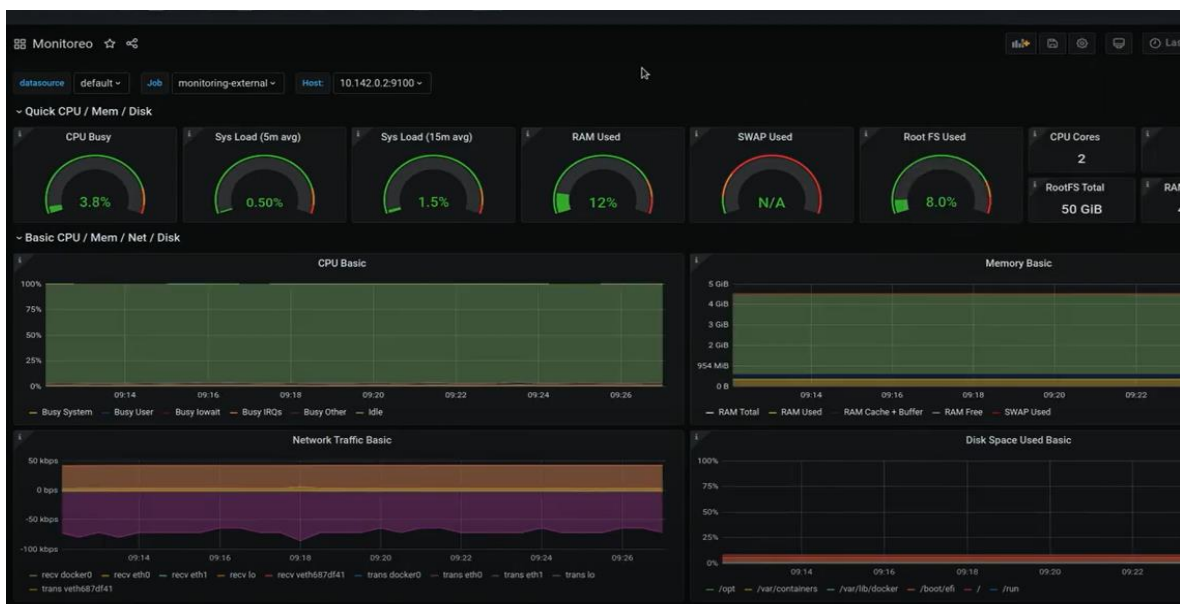 Monitoreo
Las
datasource default Job monitoring-external Host: 10.142.0.2:9100
Quick CPU / Mem / Disk
CPU Busy
3.8%
Sys Load (5m avg)
0.50%
Sys Load (15m avg)
1.5%
RAM Used
12%
SWAP Used
N/A
Root FS Used
8.0%
CPU Cores
2
RootFS Total
50 GiB
RAM
Basic CPU / Mem / Net / Disk
CPU Basic
100%
75%
50%
25%
0%
09:14 09:16 09:18 09:20 09:22 09:24 09:26
Busy System Busy User Busy Iowait Busy IRQs Busy Other Idle
Memory Basic
5 GiB
4 GiB
3 GiB
2 GiB
954 MiB
0 B
09:14 09:16 09:18 09:20 09:22
RAM Total RAM Used RAM Cache + Buffer RAM Free SWAP Used
Network Traffic Basic
50 kbps
0 bps
-50 kbps
-100 kbps
09:14 09:16 09:18 09:20 09:22 09:24 09:26
recv docker0 recv eth0 recv eth1 recv lo recv veth687df41 trans docker0 trans eth0 trans eth1 trans lo
trans veth687df41
Disk Space Used Basic
100%
75%
50%
25%
0%
09:14 09:16 09:18 09:20 09:22
/opt /var/containers /var/lib/docker /boot/efi / /run